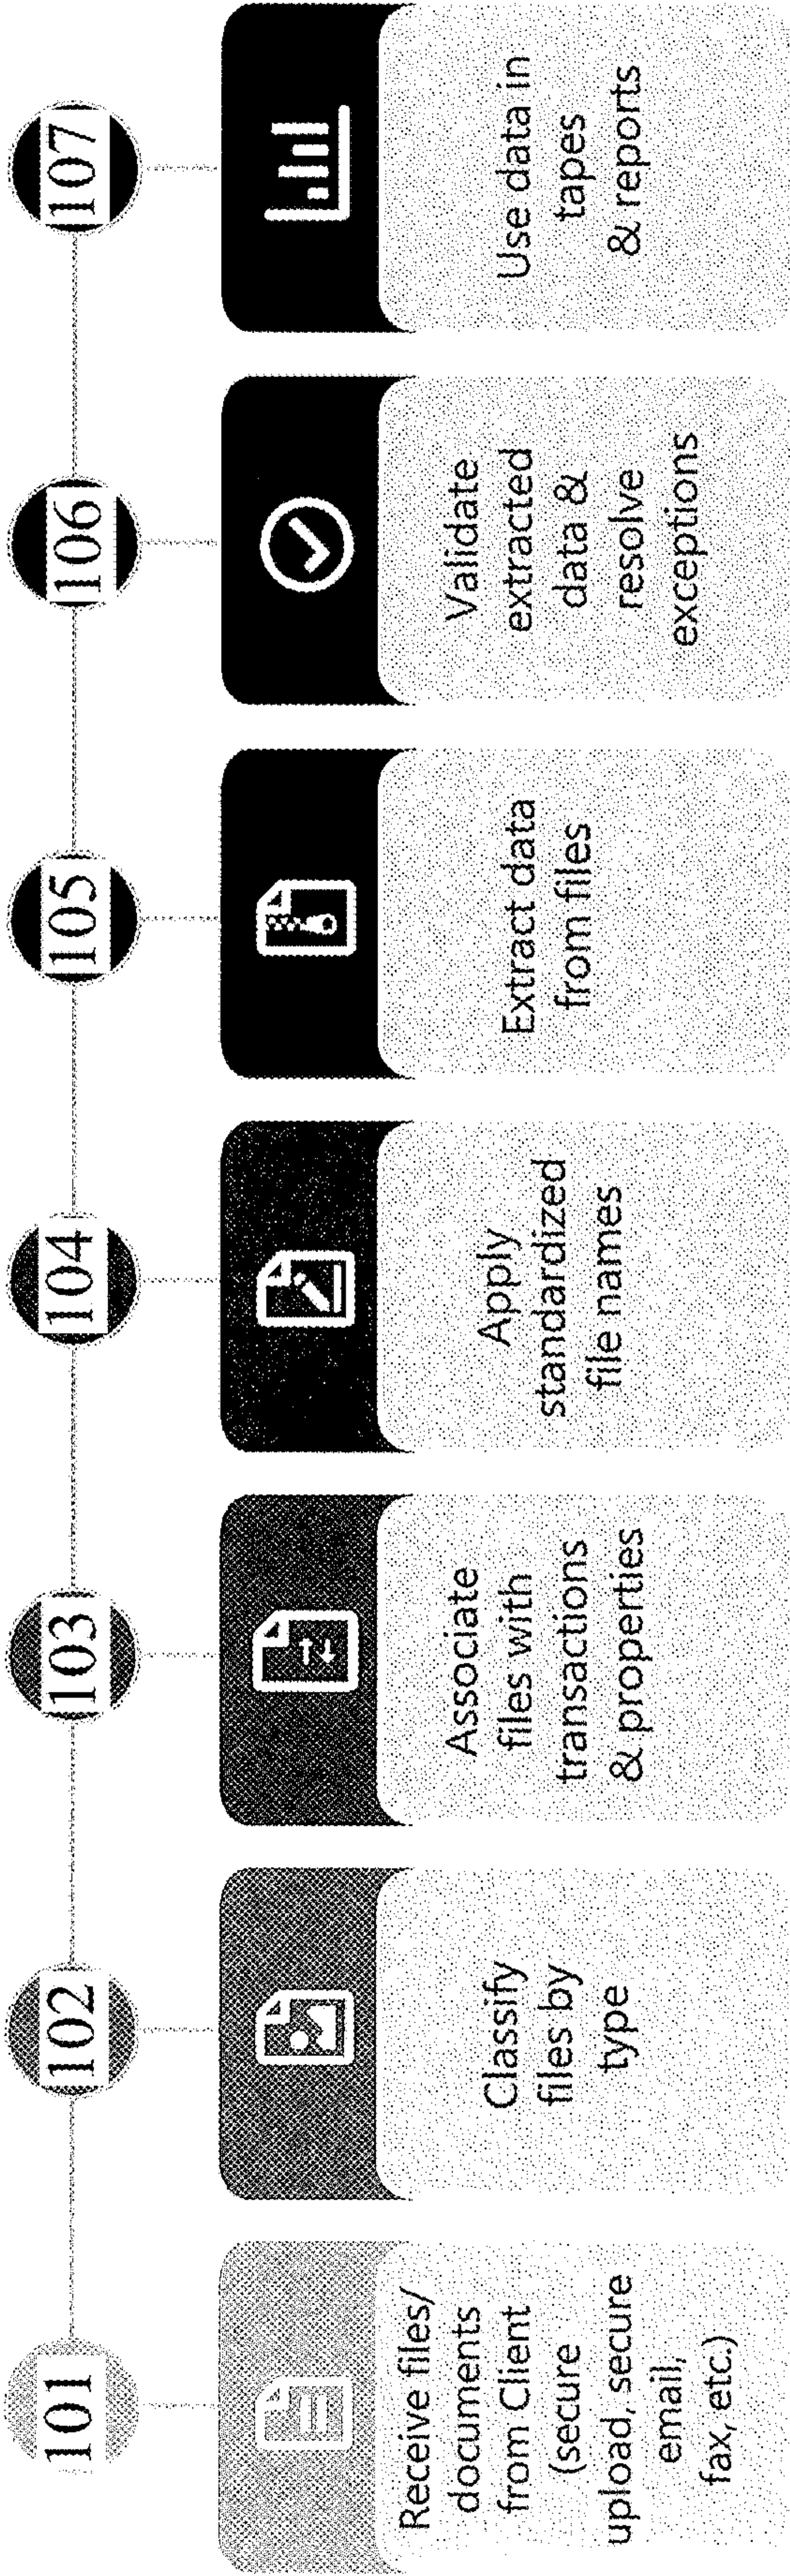 101
Receive files/
documents
from Client
(secure
upload, secure
email,
fax, etc.)
102
Classify
files by
type
103
Associate
files with
transactions
& properties
104
Apply
standardized
file names
105
Extract data
from files
106
Validate
extracted
data &
resolve
exceptions
107
Use data in
tapes
& reports